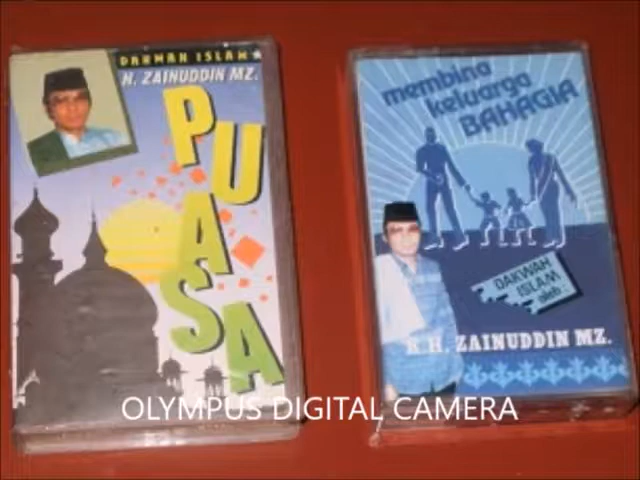 DAKWAH ISLAM
H. ZAINUDDIN MZ.
PUASA
membina
keluarga
BAHAGIA
DAKWAH
ISLAM
oleh :
K.H. ZAINUDDIN MZ.
OLYMPUS DIGITAL CAMERA